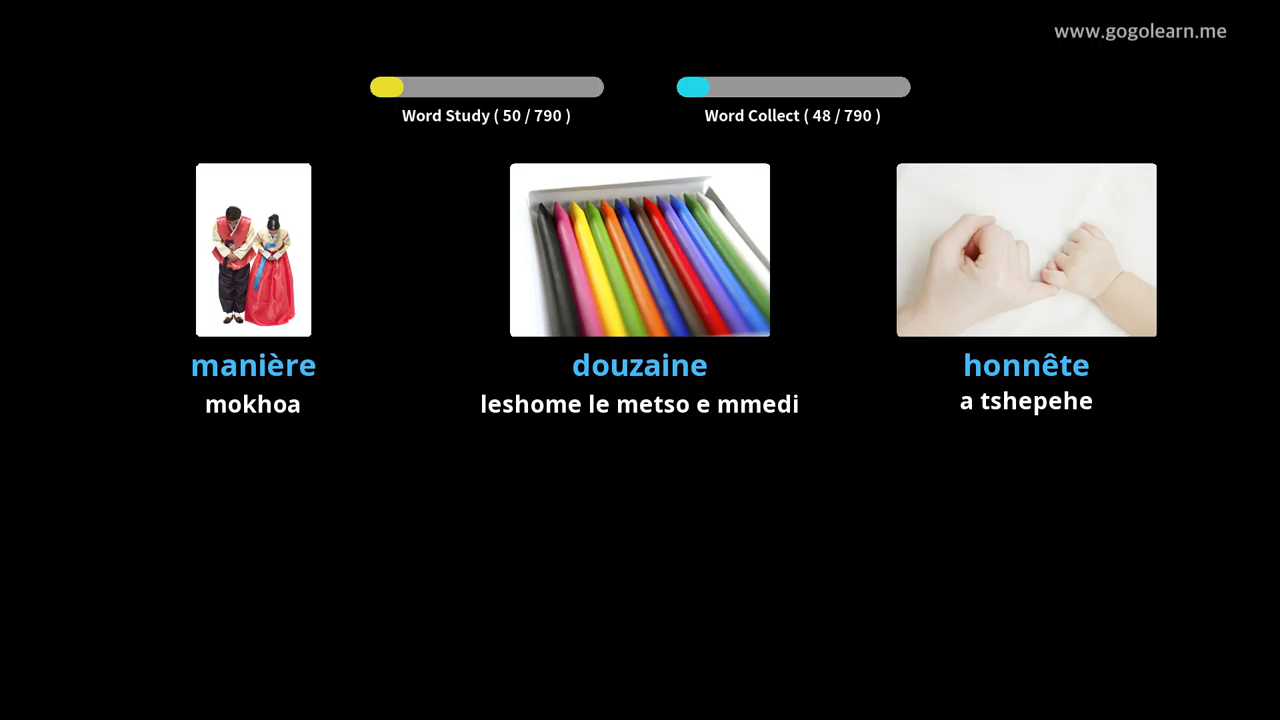 www.gogolearn.me
Word Study ( 50 / 790 )
Word Collect ( 48 / 790 )
manière
mokhoa
douzaine
leshome le metso e mmedi
honnête
a tshepehe